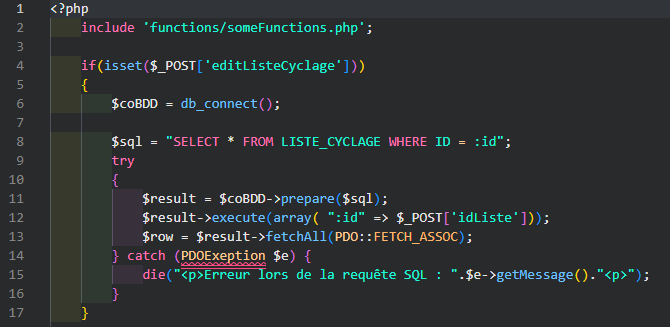 1 <?php
2 include 'functions/someFunctions.php';
3
4 if(isset($_POST['editListeCyclage']))
5 {
6 $coBDD = db_connect();
7
8 $sql = "SELECT * FROM LISTE_CYCLAGE WHERE ID = :id";
9 try
10 {
11 $result = $coBDD->prepare($sql);
12 $result->execute(array( ":id" => $_POST['idListe']));
13 $row = $result->fetchAll(PDO::FETCH_ASSOC);
14 } catch (PDOExeption $e) {
15 die("<p>Erreur lors de la requête SQL : ".$e->getMessage()."<p>");
16 }
17 }